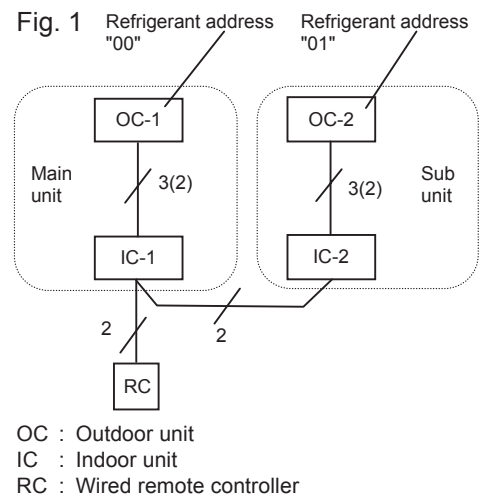 Fig. 1
Refrigerant address
"00"
Refrigerant address
"01"
OC-1
OC-2
Main
unit
3(2)
3(2)
Sub
unit
IC-1
IC-2
2
2
RC
OC : Outdoor unit
IC : Indoor unit
RC : Wired remote controller